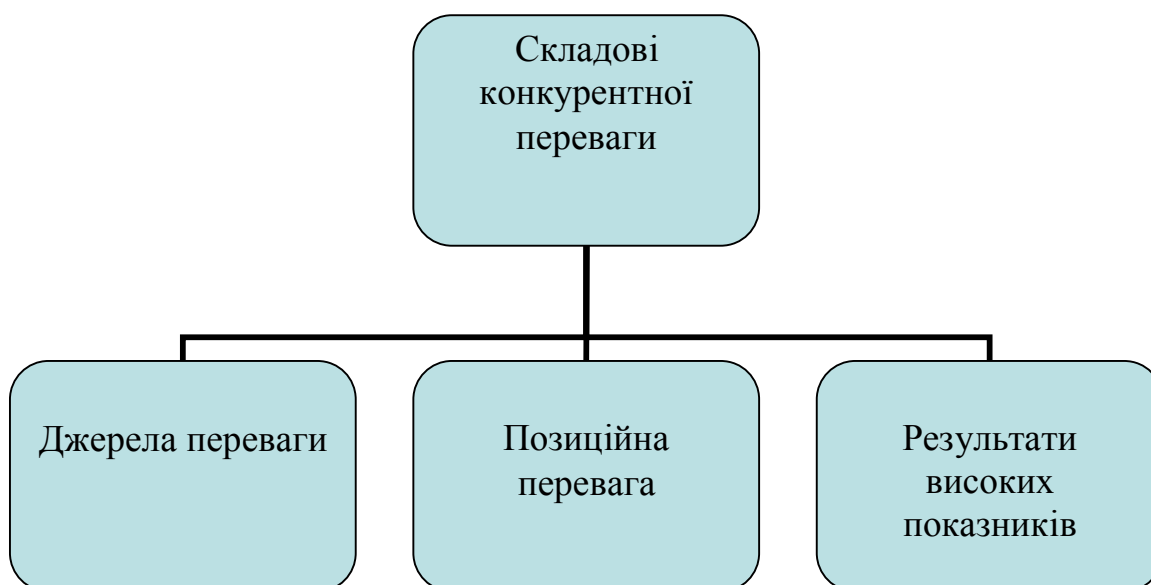 Складові
конкурентної
переваги
Джерела переваги
Позиційна
перевага
Результати
високих
показників